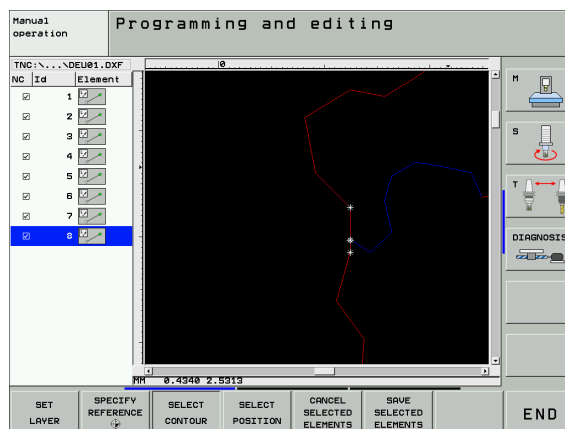 Manual
operation
Programming and editing
TNC:\...\DEU01.DXF
0
NC Id Element
1
2
3
4
5
6
7
8
M
S
T
DIAGNOSIS
MM 0.4340 2.5313
SET
LAYER
SPECIFY
REFERENCE
SELECT
CONTOUR
SELECT
POSITION
CANCEL
SELECTED
ELEMENTS
SAVE
SELECTED
ELEMENTS
END